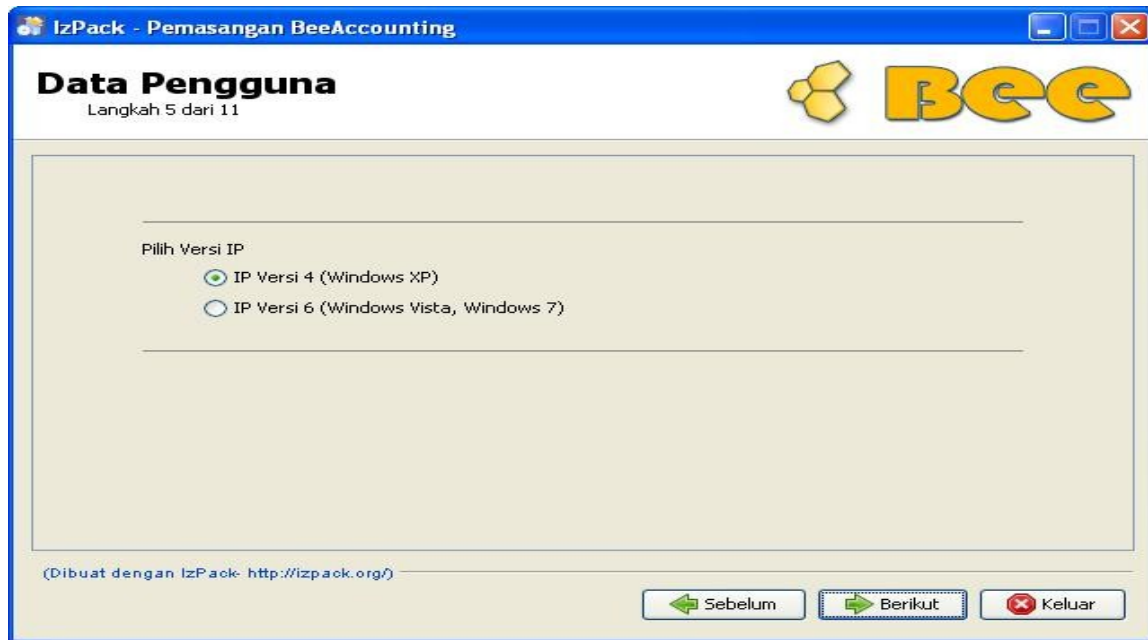 IzPack - Pemasangan BeeAccounting
Data Pengguna
Langkah 5 dari 11
Bee
Pilih Versi IP
IP Versi 4 (Windows XP)
IP Versi 6 (Windows Vista, Windows 7)
(Dibuat dengan IzPack- http://izpack.org/)
Sebelum
Berikut
Keluar